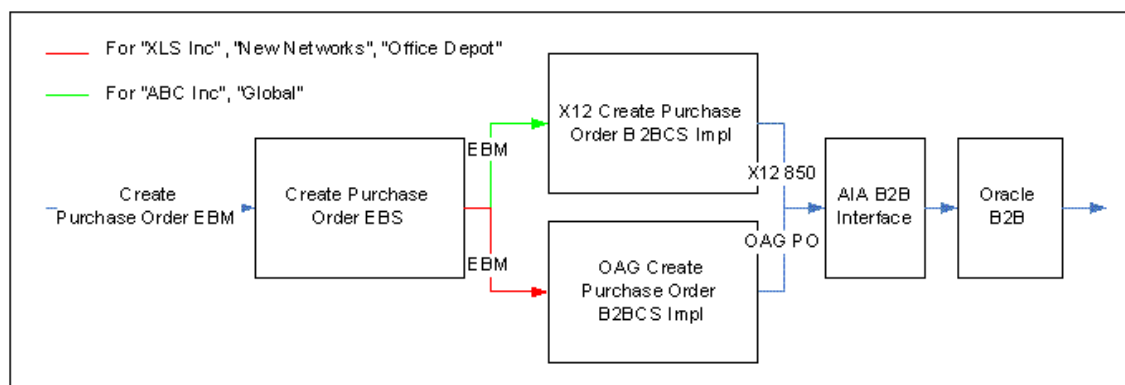 For "XLS Inc", "New Networks", "Office Depot"
For "ABC Inc", "Global"
X12 Create Purchase
Order B2BCS Impl
EBM
Create
Purchase Order EBM
Create Purchase
Order EBS
X12 850
AIA B2B
Interface
Oracle
B2B
OAG PO
EBM
OAG Create
Purchase Order
B2BCS Impl